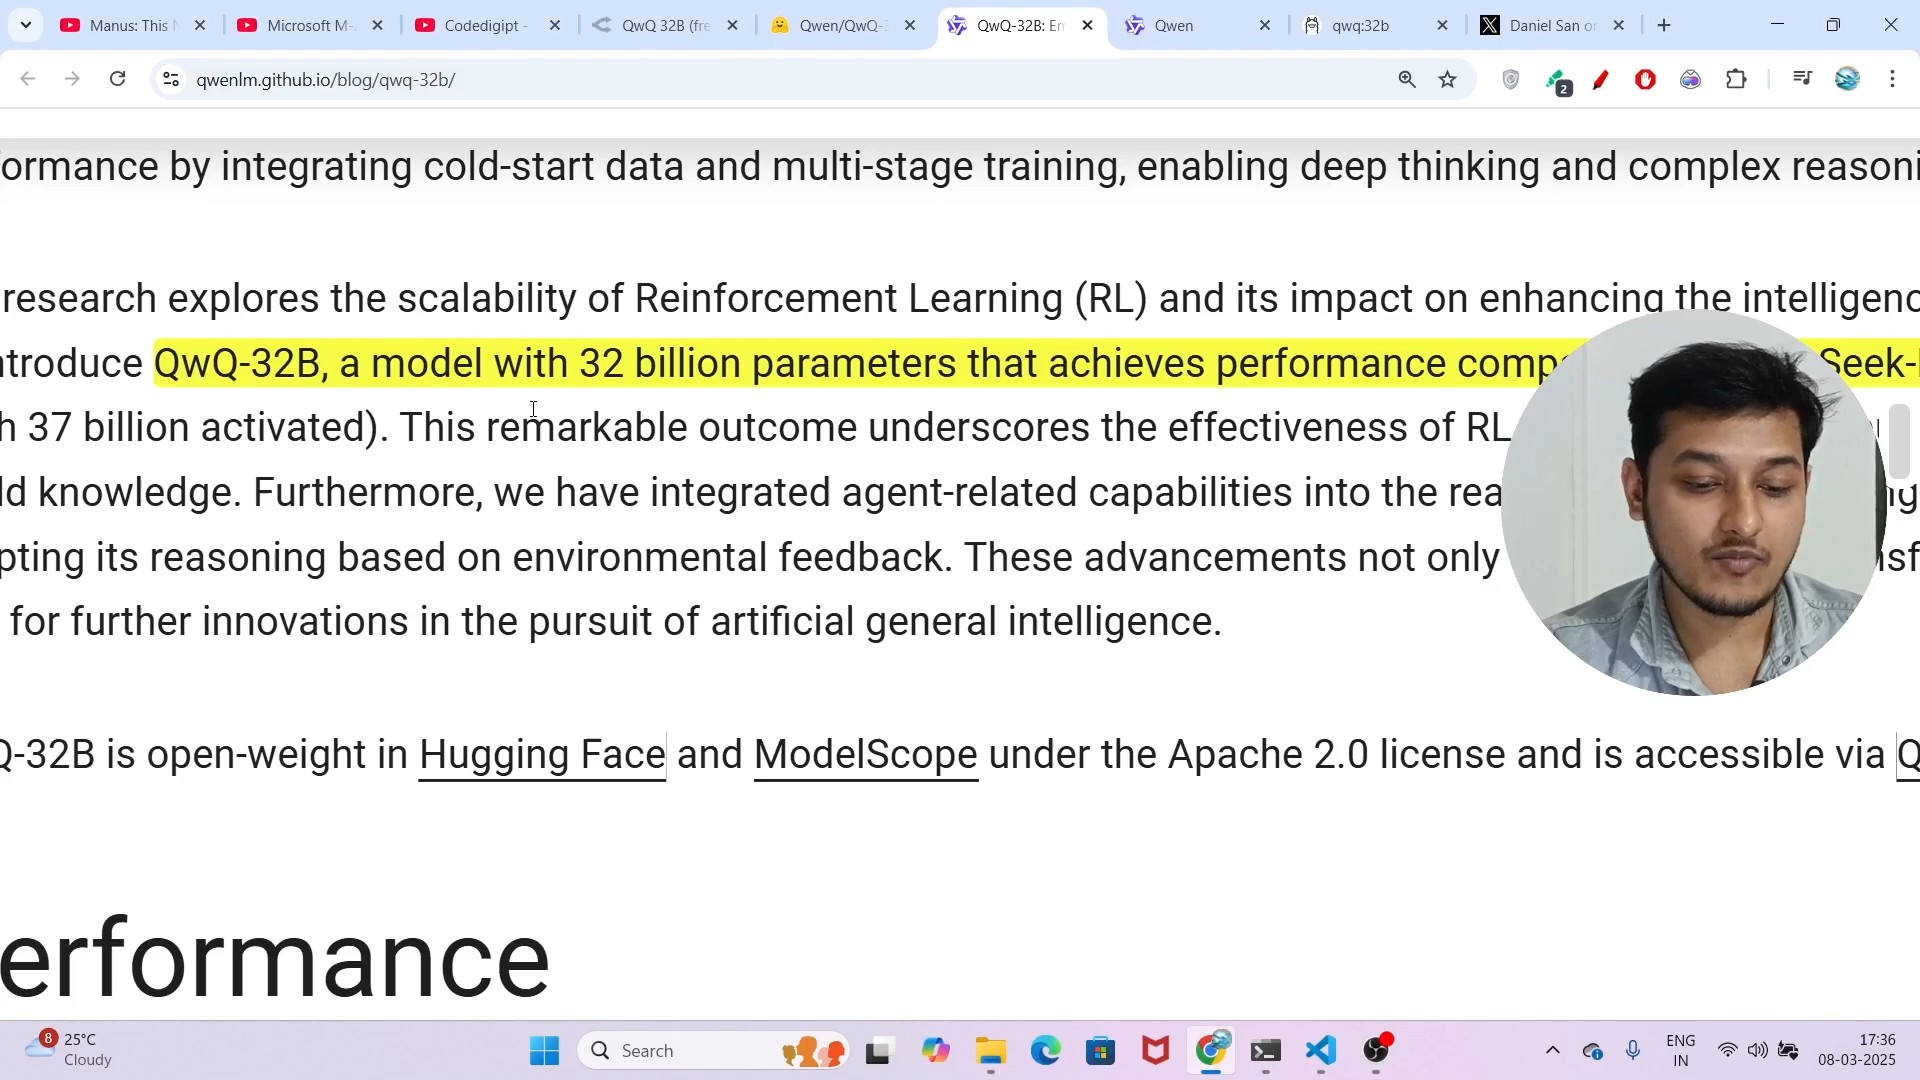 Manus: This
Microsoft M
Codedigipt -
QwQ 32B (fre
Qwen/QwQ-
QwQ-32B: Em
Qwen
qwq:32b
Daniel San o
qwenlm.github.io/blog/qwq-32b/
2
formance by integrating cold-start data and multi-stage training, enabling deep thinking and complex reasoni
research explores the scalability of Reinforcement Learning (RL) and its impact on enhancing the intelligenc
ntroduce QwQ-32B, a model with 32 billion parameters that achieves performance comp Seek-
h 37 billion activated). This remarkable outcome underscores the effectiveness of RL
ld knowledge. Furthermore, we have integrated agent-related capabilities into the rea ng
pting its reasoning based on environmental feedback. These advancements not only nsf
for further innovations in the pursuit of artificial general intelligence.
Q-32B is open-weight in Hugging Face and ModelScope under the Apache 2.0 license and is accessible via Q
erformance
8
25°C
Cloudy
Search
ENG
IN
17:36
08-03-2025